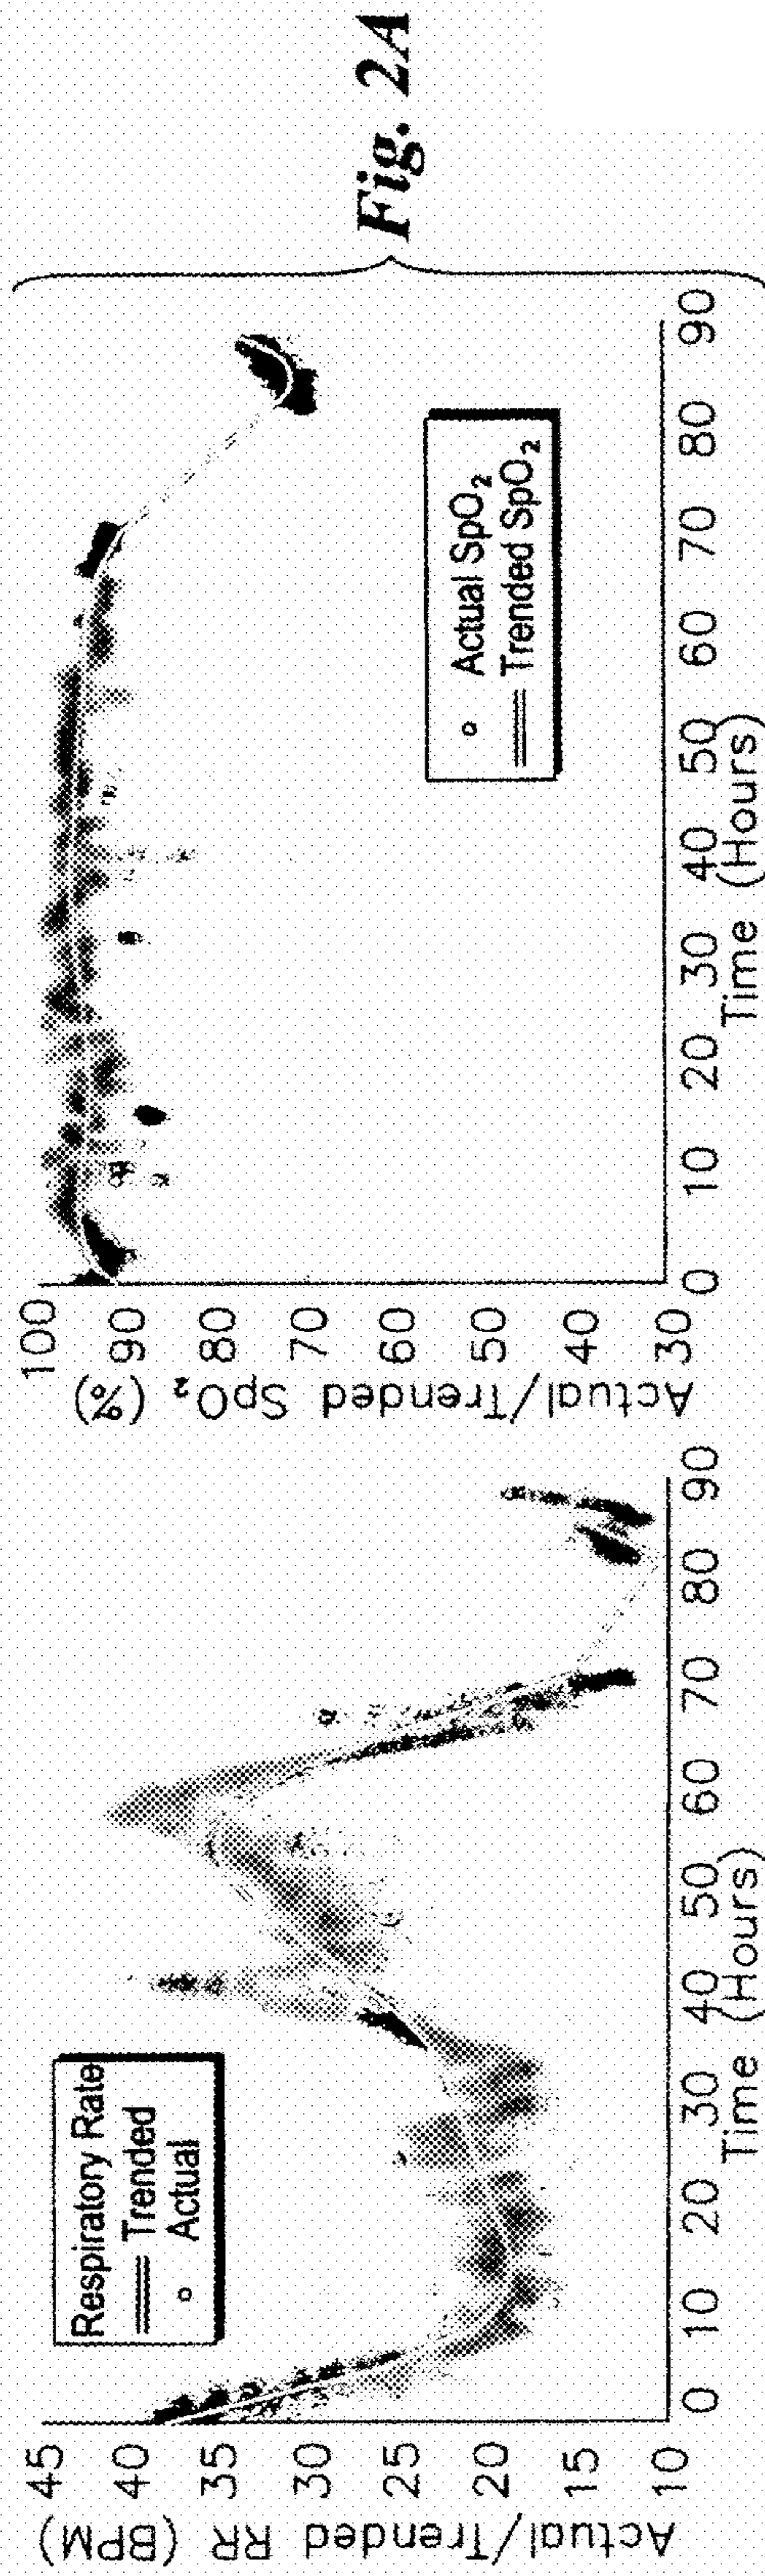 Actual/Trended RR (BPM)
45
40
35
30
25
20
15
10
Respiratory Rate
Trended
Actual
0 10 20 30 40 50 60 70 80 90
Time (Hours)
Actual/Trended SpO₂ (%)
100
90
80
70
60
50
40
30
Actual SpO₂
Trended SpO₂
0 10 20 30 40 50 60 70 80 90
Time (Hours)
Fig. 2A